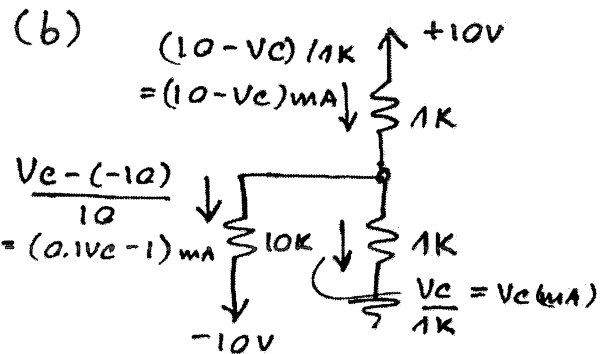 (b)
(10-VC)/1K
=(10-VC)mA
+10V
1K
VC-(-10)
10
= (0.1VC-1)mA
10K
1K
VC
1K
= VC(mA)
-10V